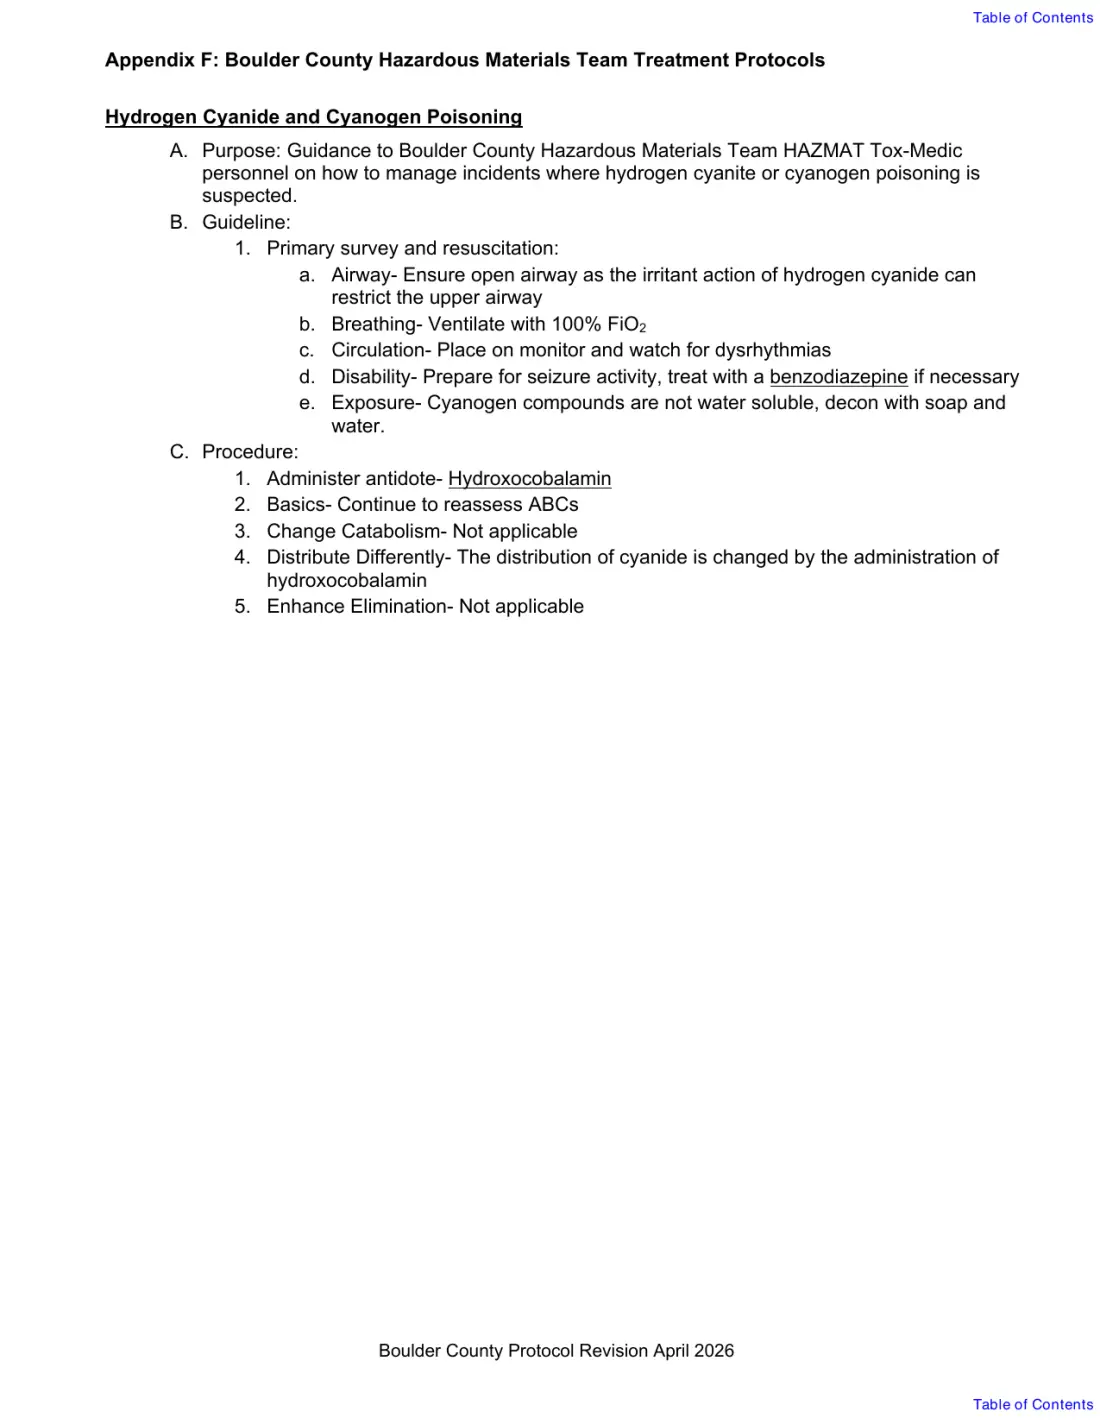 Table of Contents
Appendix F: Boulder County Hazardous Materials Team Treatment Protocols
Hydrogen Cyanide and Cyanogen Poisoning
A. Purpose: Guidance to Boulder County Hazardous Materials Team HAZMAT Tox-Medic
personnel on how to manage incidents where hydrogen cyanite or cyanogen poisoning is
suspected.
B. Guideline:
1. Primary survey and resuscitation:
a. Airway- Ensure open airway as the irritant action of hydrogen cyanide can
restrict the upper airway
b. Breathing- Ventilate with 100% FiO₂
c. Circulation- Place on monitor and watch for dysrhythmias
d. Disability- Prepare for seizure activity, treat with a benzodiazepine if necessary
e. Exposure- Cyanogen compounds are not water soluble, decon with soap and
water.
C. Procedure:
1. Administer antidote- Hydroxocobalamin
2. Basics- Continue to reassess ABCs
3. Change Catabolism- Not applicable
4. Distribute Differently- The distribution of cyanide is changed by the administration of
hydroxocobalamin
5. Enhance Elimination- Not applicable
Boulder County Protocol Revision April 2026
Table of Contents